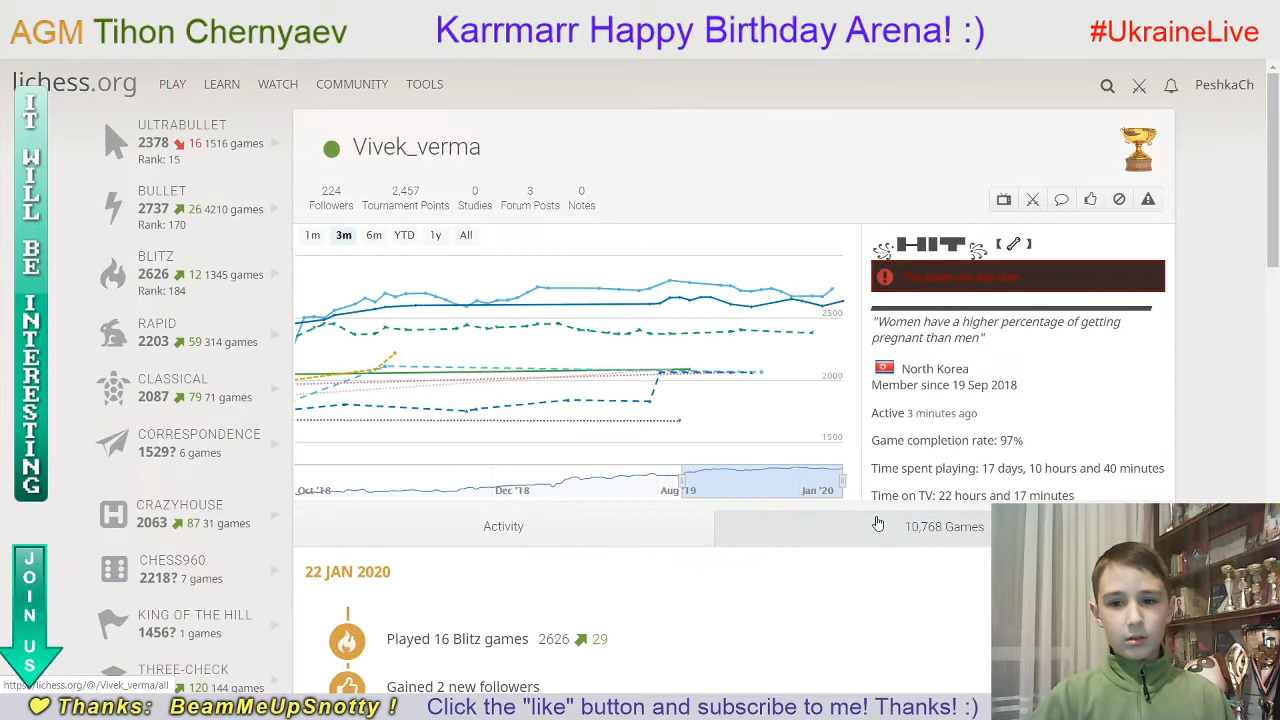 AGM Tihon Chernyaev
Karrmarr Happy Birthday Arena! :)
#UkraineLive
lichess.org
PLAY LEARN WATCH COMMUNITY TOOLS
PeshkaCh
IT WILL BE INTERESTING
JOIN US
ULTRABULLET
2378 16 1516 games
Rank: 15
BULLET
2737 26 4210 games
Rank: 170
BLITZ
2626 12 1345 games
Rank: 184
RAPID
2203 59 314 games
CLASSICAL
2087 79 71 games
CORRESPONDENCE
1529? 6 games
CRAZYHOUSE
2063 87 31 games
CHESS960
2218? 7 games
KING OF THE HILL
1456? 1 games
THREE-CHECK
120 144 games
Vivek_verma
224 2,457 0 3 0
Followers Tournament Points Studies Forum Posts Notes
1m 3m 6m YTD 1y All
2500
2000
1500
Oct '18 Dec '18 Aug '19 Jan '20
HIT
This player can stop time
"Women have a higher percentage of getting
pregnant than men"
North Korea
Member since 19 Sep 2018
Active 3 minutes ago
Game completion rate: 97%
Time spent playing: 17 days, 10 hours and 40 minutes
Time on TV: 22 hours and 17 minutes
Activity
10,768 Games
22 JAN 2020
Played 16 Blitz games 2626 29
Gained 2 new followers
https://lichess.org/@/Vivek_verma/all
Thanks: BeamMeUpSnotty !
Click the "like" button and subscribe to me! Thanks! :)